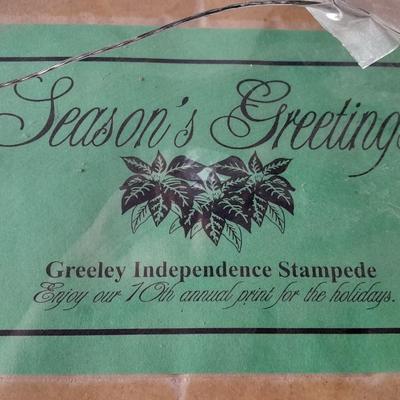 Season's Greetings
Greeley Independence Stampede
Enjoy our 10th annual print for the holidays.